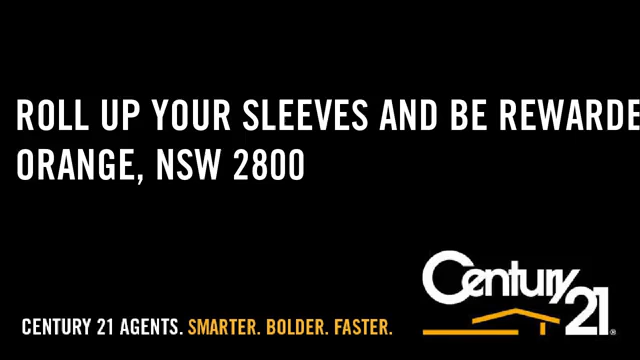 ROLL UP YOUR SLEEVES AND BE REWARDE
ORANGE, NSW 2800
Century
21®
CENTURY 21 AGENTS. SMARTER. BOLDER. FASTER.